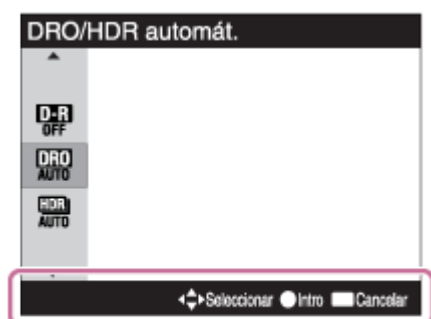 DRO/HDR automát.
D-R
OFF
DRO
AUTO
HDR
AUTO
Seleccionar Intro Cancelar